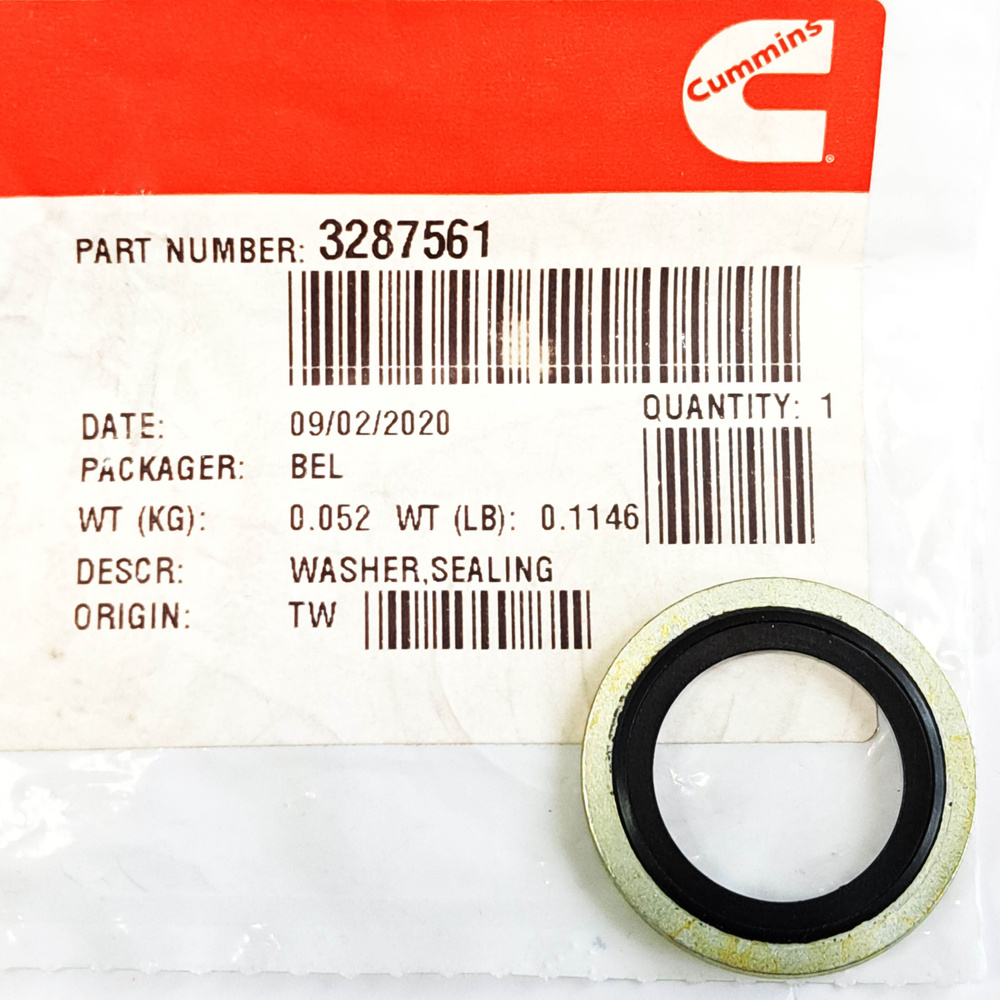 Cummins
®
PART NUMBER: 3287561
QUANTITY: 1
DATE: 09/02/2020
PACKAGER: BEL
WT (KG): 0.052 WT (LB): 0.1146
DESCR: WASHER,SEALING
ORIGIN: TW